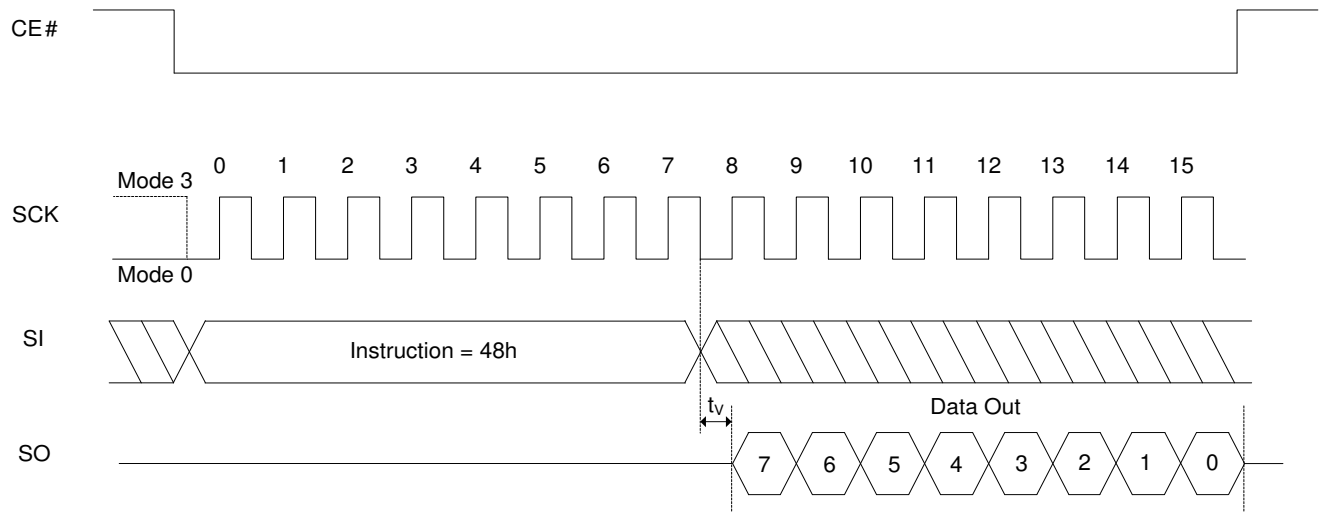 CE#
0 1 2 3 4 5 6 7 8 9 10 11 12 13 14 15
Mode 3
SCK
Mode 0
SI
Instruction = 48h
tV
Data Out
SO
7 6 5 4 3 2 1 0